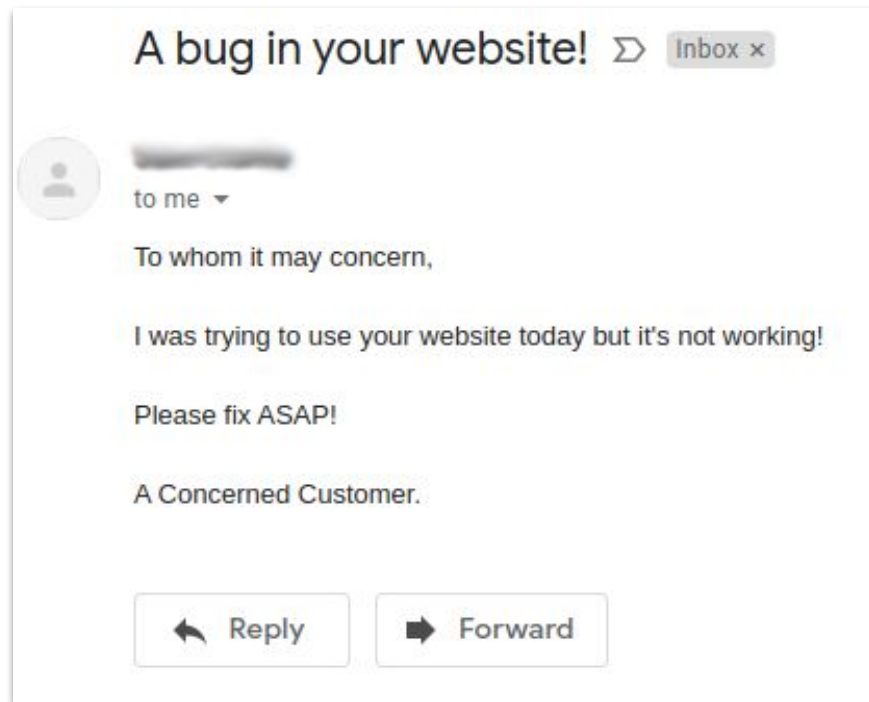 A bug in your website! Inbox ×
to me
To whom it may concern,
I was trying to use your website today but it's not working!
Please fix ASAP!
A Concerned Customer.
Reply Forward